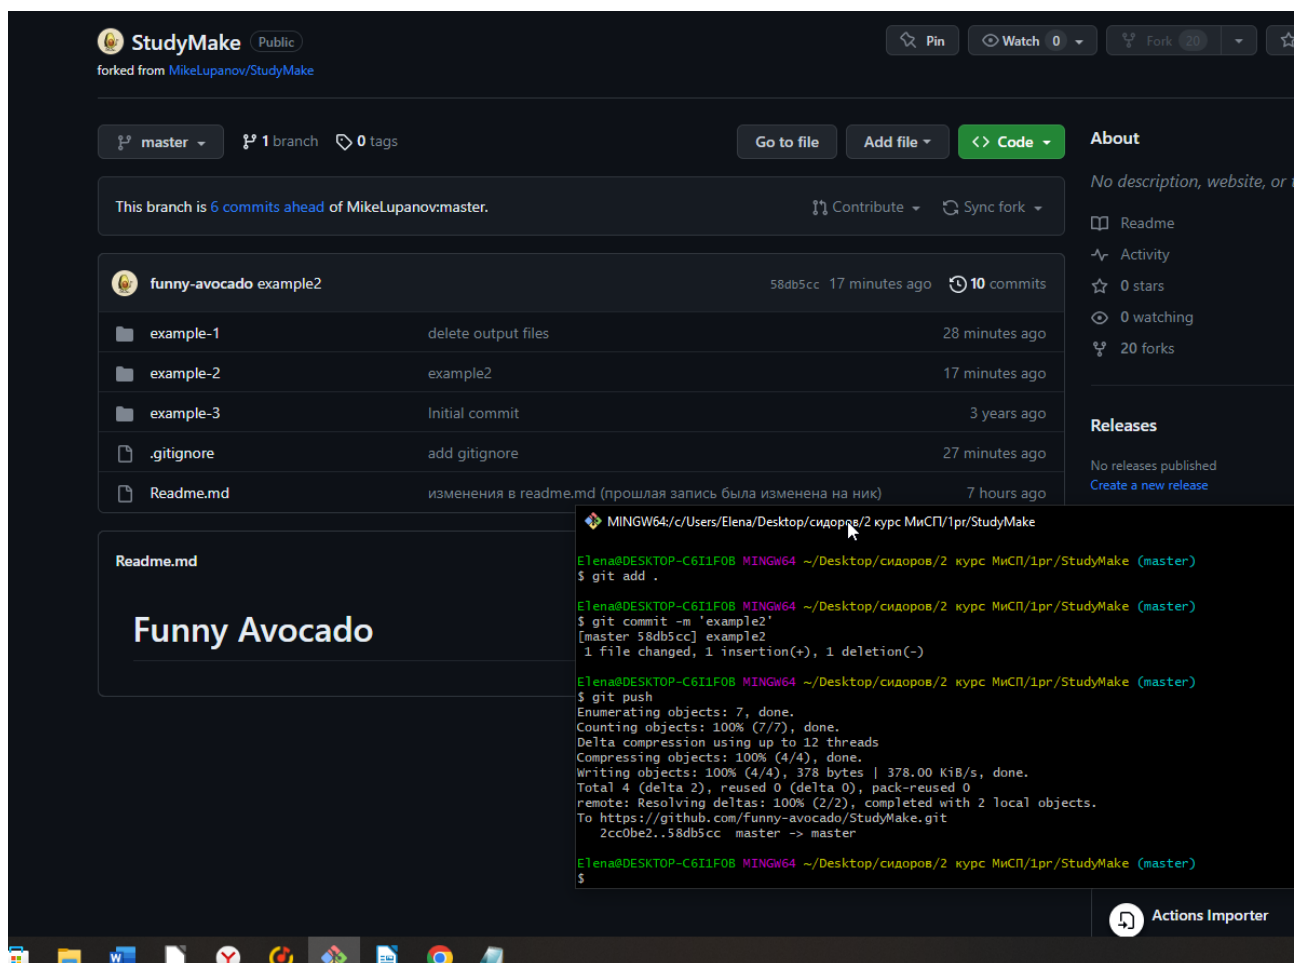 StudyMake Public
Pin
Watch 0
Fork 20
forked from MikeLupanov/StudyMake
master
1 branch
0 tags
Go to file
Add file
<> Code
About
No description, website, or
This branch is 6 commits ahead of MikeLupanov:master.
Contribute
Sync fork
Readme
Activity
0 stars
0 watching
20 forks
funny-avocado example2
58db5cc 17 minutes ago
10 commits
example-1 delete output files 28 minutes ago
example-2 example2 17 minutes ago
example-3 Initial commit 3 years ago
.gitignore add gitignore 27 minutes ago
Readme.md изменения в readme.md (прошлая запись была изменена на ник) 7 hours ago
Releases
No releases published
Create a new release
Readme.md
Funny Avocado
MINGW64:/c/Users/Elena/Desktop/сидоров/2 курс МиСП/1pr/StudyMake
Elena@DESKTOP-C6I1F0B MINGW64 ~/Desktop/сидоров/2 курс МиСП/1pr/StudyMake (master)
$ git add .
Elena@DESKTOP-C6I1F0B MINGW64 ~/Desktop/сидоров/2 курс МиСП/1pr/StudyMake (master)
$ git commit -m 'example2'
[master 58db5cc] example2
1 file changed, 1 insertion(+), 1 deletion(-)
Elena@DESKTOP-C6I1F0B MINGW64 ~/Desktop/сидоров/2 курс МиСП/1pr/StudyMake (master)
$ git push
Enumerating objects: 7, done.
Counting objects: 100% (7/7), done.
Delta compression using up to 12 threads
Compressing objects: 100% (4/4), done.
Writing objects: 100% (4/4), 378 bytes | 378.00 KiB/s, done.
Total 4 (delta 2), reused 0 (delta 0), pack-reused 0
remote: Resolving deltas: 100% (2/2), completed with 2 local objects.
To https://github.com/funny-avocado/StudyMake.git
2cc0be2..58db5cc master -> master
Elena@DESKTOP-C6I1F0B MINGW64 ~/Desktop/сидоров/2 курс МиСП/1pr/StudyMake (master)
$
Actions Importer